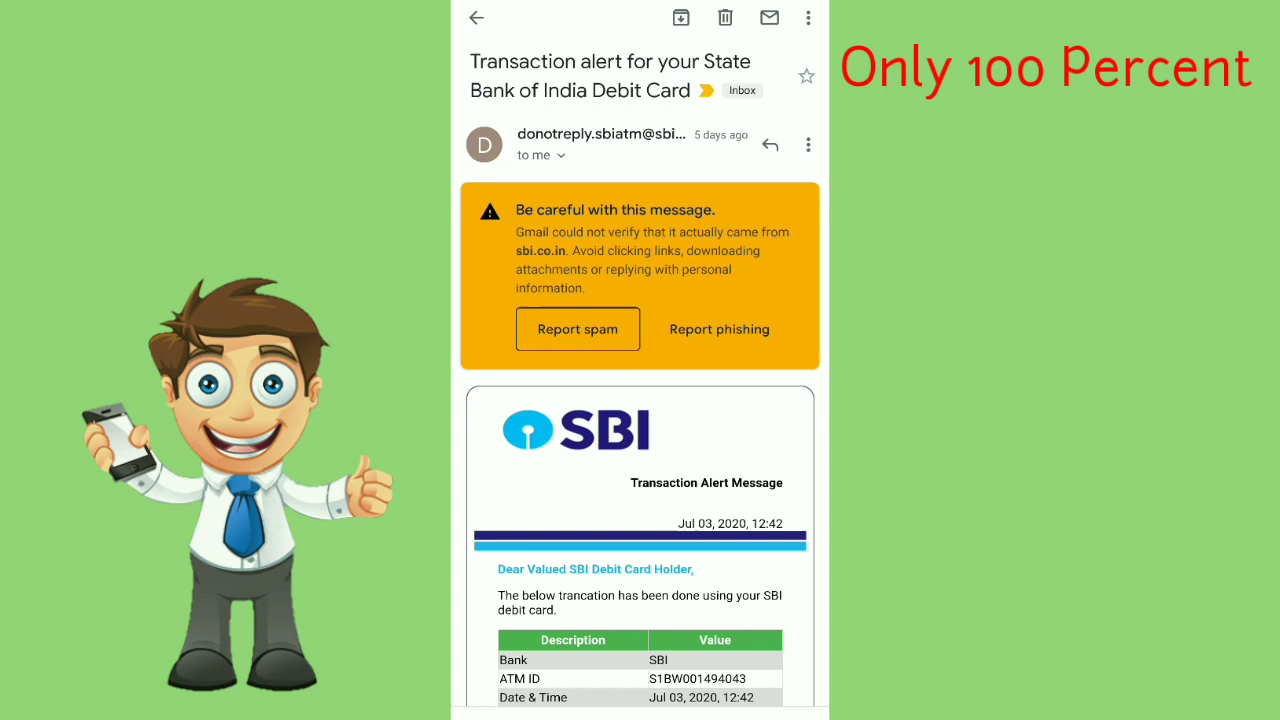 Transaction alert for your State
Bank of India Debit Card Inbox
Only 100 Percent
D
donotreply.sbiatm@sbi... 5 days ago
to me
Be careful with this message.
Gmail could not verify that it actually came from
sbi.co.in. Avoid clicking links, downloading
attachments or replying with personal
information.
Report spam Report phishing
SBI
Transaction Alert Message
Jul 03, 2020, 12:42
Dear Valued SBI Debit Card Holder,
The below trancation has been done using your SBI
debit card.
Description Value
Bank SBI
ATM ID S1BW001494043
Date & Time Jul 03, 2020, 12:42